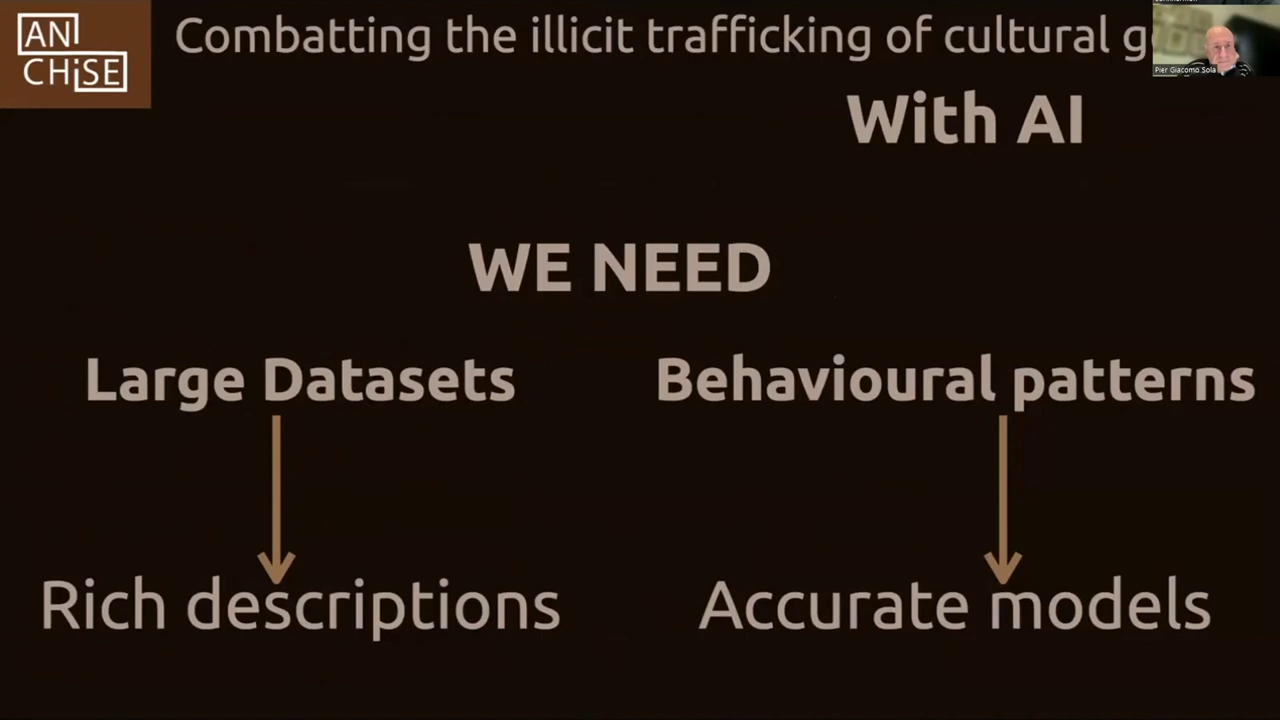 AN
CHiSE
Combatting the illicit trafficking of cultural g
Pier Giacomo Sola
With AI
WE NEED
Large Datasets
Behavioural patterns
Rich descriptions
Accurate models